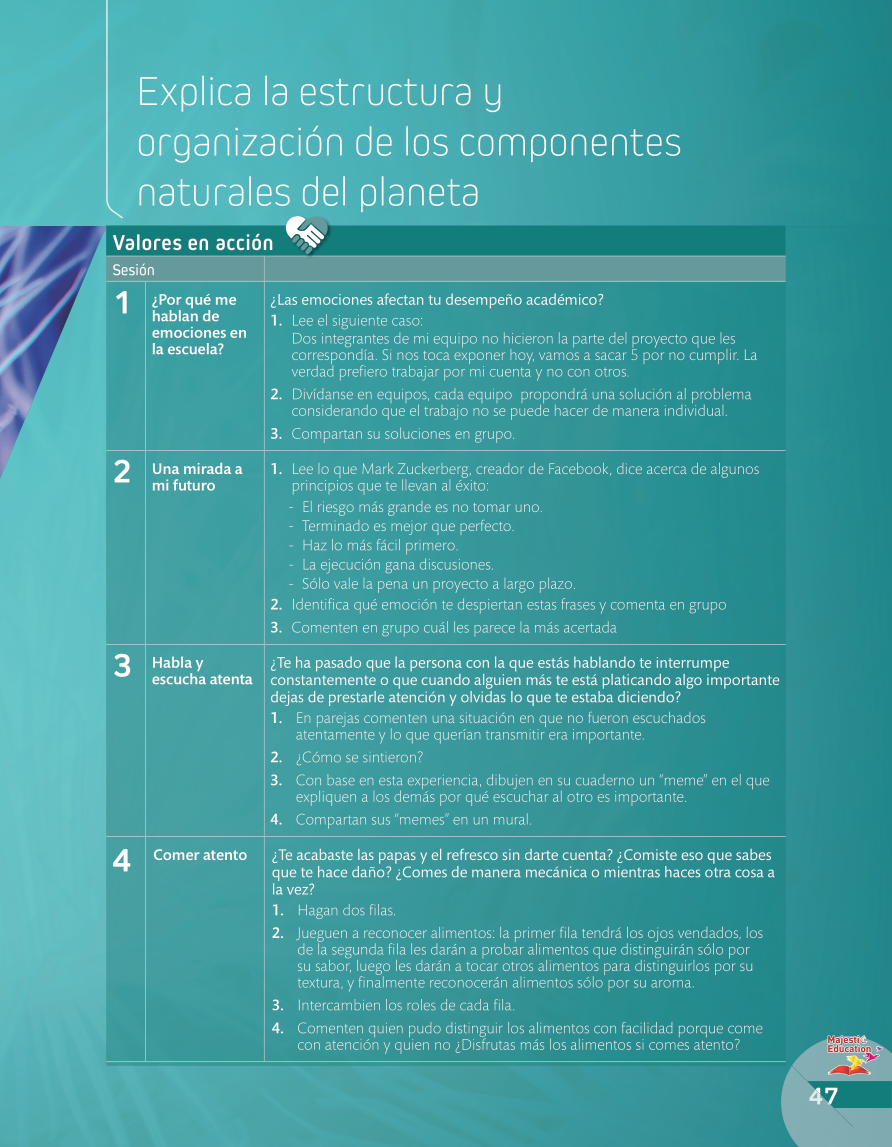 Explica la estructura y
organización de los componentes
naturales del planeta
Valores en acción
Sesión
1
¿Por qué me
hablan de
emociones en
la escuela?
¿Las emociones afectan tu desempeño académico?
1. Lee el siguiente caso:
Dos integrantes de mi equipo no hicieron la parte del proyecto que les
correspondía. Si nos toca exponer hoy, vamos a sacar 5 por no cumplir. La
verdad prefiero trabajar por mi cuenta y no con otros.
2. Divídanse en equipos, cada equipo propondrá una solución al problema
considerando que el trabajo no se puede hacer de manera individual.
3. Compartan su soluciones en grupo.
2
Una mirada a
mi futuro
1. Lee lo que Mark Zuckerberg, creador de Facebook, dice acerca de algunos
principios que te llevan al éxito:
- El riesgo más grande es no tomar uno.
- Terminado es mejor que perfecto.
- Haz lo más fácil primero.
- La ejecución gana discusiones.
- Sólo vale la pena un proyecto a largo plazo.
2. Identifica qué emoción te despiertan estas frases y comenta en grupo
3. Comenten en grupo cuál les parece la más acertada
3
Habla y
escucha atenta
¿Te ha pasado que la persona con la que estás hablando te interrumpe
constantemente o que cuando alguien más te está platicando algo importante
dejas de prestarle atención y olvidas lo que te estaba diciendo?
1. En parejas comenten una situación en que no fueron escuchados
atentamente y lo que querían transmitir era importante.
2. ¿Cómo se sintieron?
3. Con base en esta experiencia, dibujen en su cuaderno un “meme” en el que
expliquen a los demás por qué escuchar al otro es importante.
4. Compartan sus “memes” en un mural.
4
Comer atento
¿Te acabaste las papas y el refresco sin darte cuenta? ¿Comiste eso que sabes
que te hace daño? ¿Comes de manera mecánica o mientras haces otra cosa a
la vez?
1. Hagan dos filas.
2. Jueguen a reconocer alimentos: la primer fila tendrá los ojos vendados, los
de la segunda fila les darán a probar alimentos que distinguirán sólo por
su sabor, luego les darán a tocar otros alimentos para distinguirlos por su
textura, y finalmente reconocerán alimentos sólo por su aroma.
3. Intercambien los roles de cada fila.
4. Comenten quien pudo distinguir los alimentos con facilidad porque come
con atención y quien no ¿Disfrutas más los alimentos si comes atento?
Majestic
Education
47